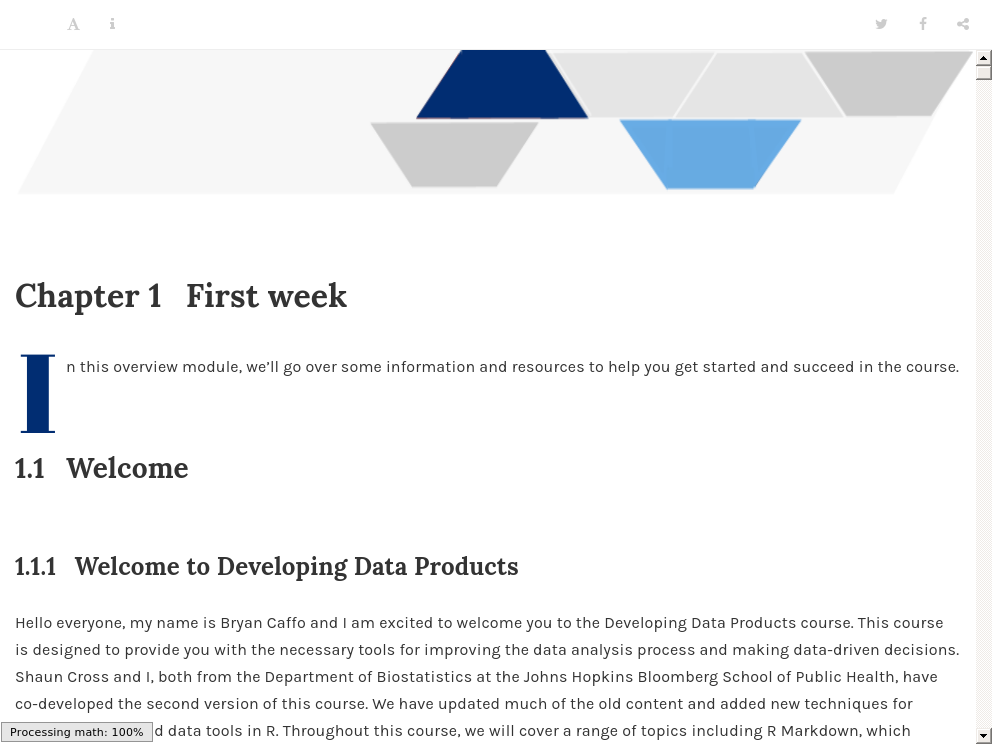 Chapter 1 First week
In this overview module, we’ll go over some information and resources to help you get started and succeed in the course.
1.1 Welcome
1.1.1 Welcome to Developing Data Products
Hello everyone, my name is Bryan Caffo and I am excited to welcome you to the Developing Data Products course. This course
is designed to provide you with the necessary tools for improving the data analysis process and making data-driven decisions.
Shaun Cross and I, both from the Department of Biostatistics at the Johns Hopkins Bloomberg School of Public Health, have
co-developed the second version of this course. We have updated much of the old content and added new techniques for
d data tools in R. Throughout this course, we will cover a range of topics including R Markdown, which
Processing math: 100%